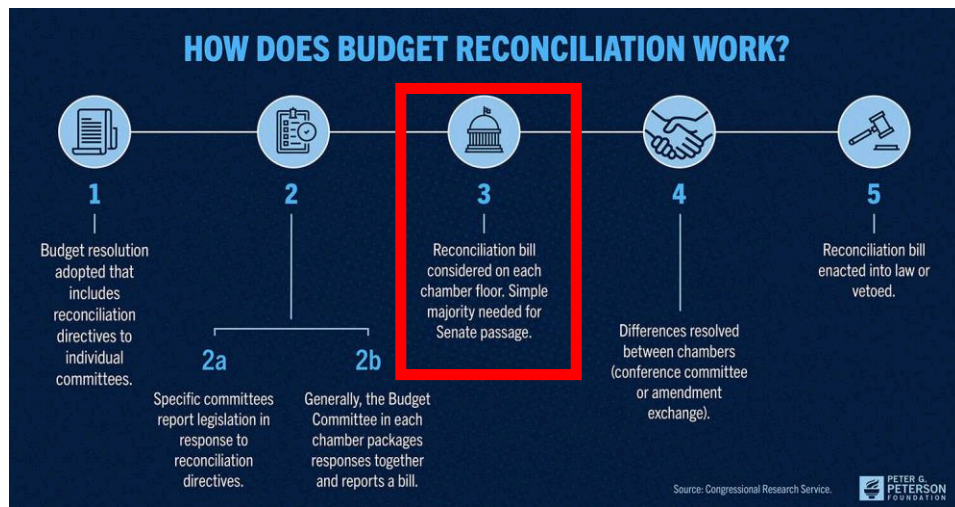 HOW DOES BUDGET RECONCILIATION WORK?
1
Budget resolution
adopted that
includes
reconciliation
directives to
individual
committees.
2
2a
Specific committees
report legislation in
response to
reconciliation
directives.
2b
Generally, the Budget
Committee in each
chamber packages
responses together
and reports a bill.
3
Reconciliation bill
considered on each
chamber floor. Simple
majority needed for
Senate passage.
4
Differences resolved
between chambers
(conference committee
or amendment
exchange).
5
Reconciliation bill
enacted into law or
vetoed.
Source: Congressional Research Service.
PETER G.
PETERSON
FOUNDATION